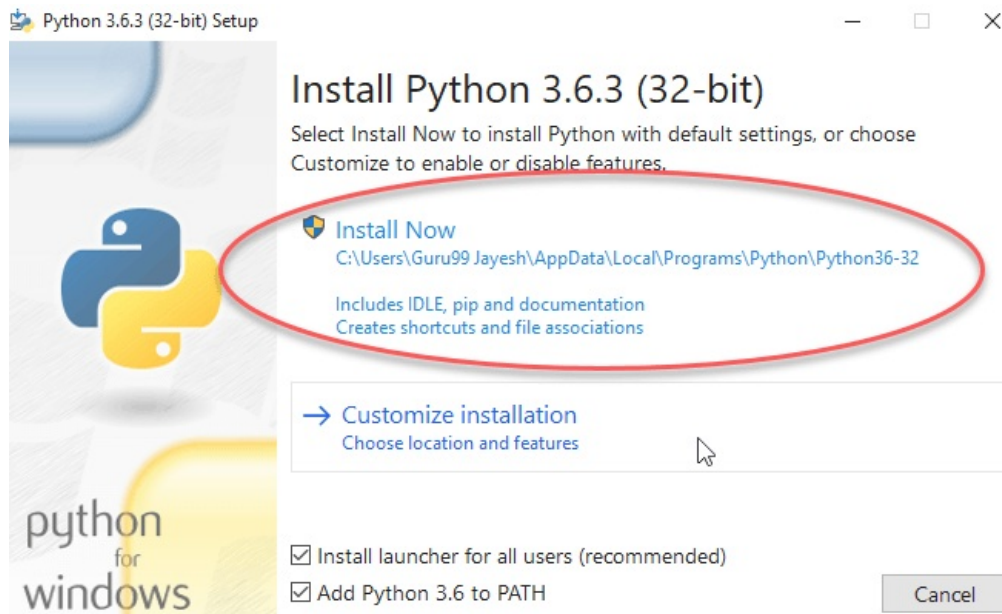 Python 3.6.3 (32-bit) Setup
Install Python 3.6.3 (32-bit)
Select Install Now to install Python with default settings, or choose
Customize to enable or disable features.
Install Now
C:\Users\Guru99 Jayesh\AppData\Local\Programs\Python\Python36-32
Includes IDLE, pip and documentation
Creates shortcuts and file associations
Customize installation
Choose location and features
python
for
windows
Install launcher for all users (recommended)
Add Python 3.6 to PATH
Cancel